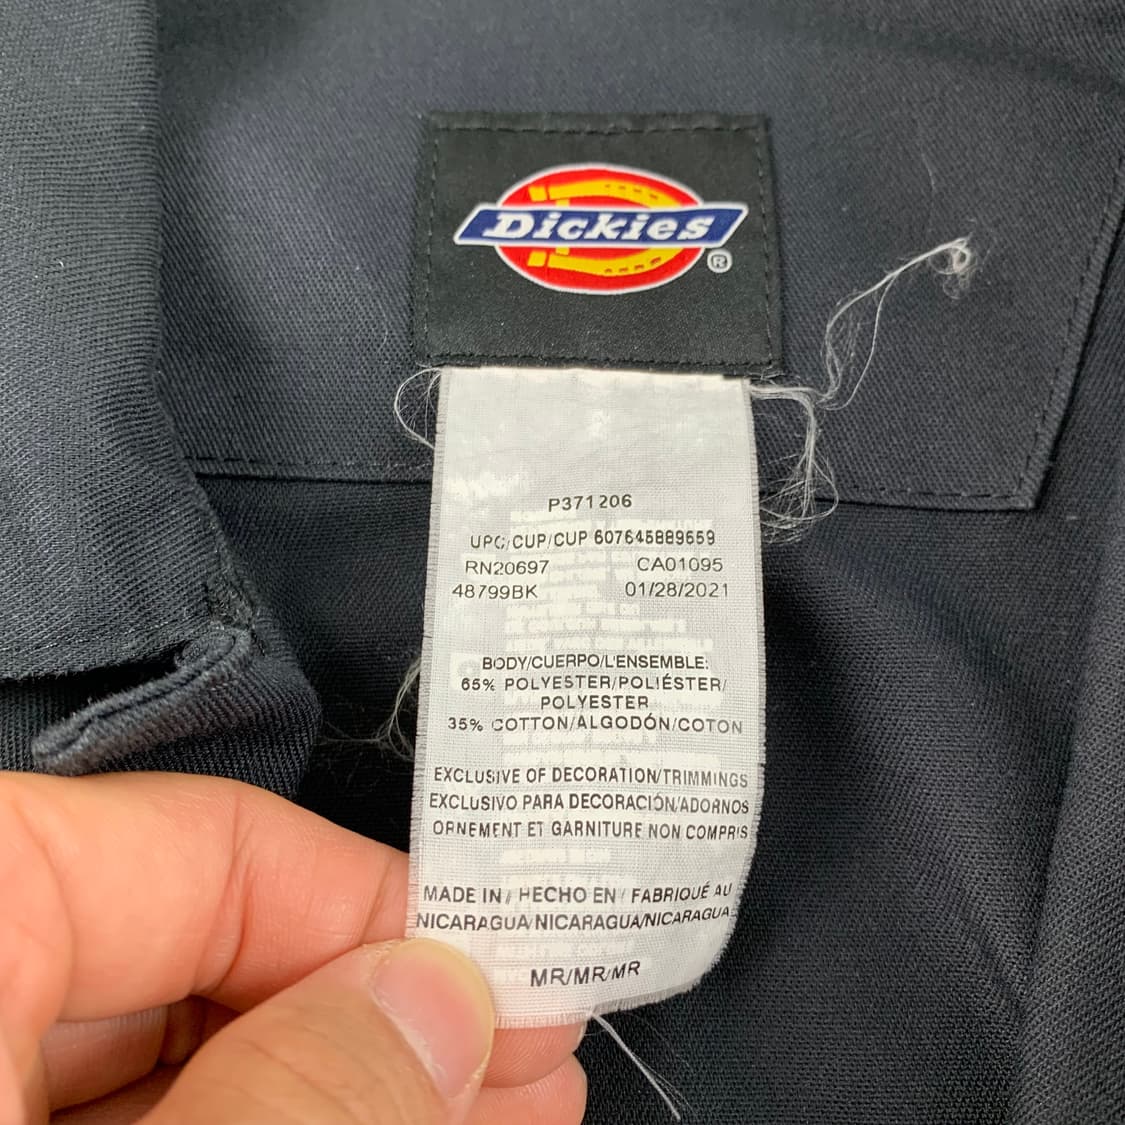 Dickies
®
P371206
UPC/CUP/CUP 607645889659
RN20697 CA01095
48799BK 01/28/2021
BODY/CUERPO/L'ENSEMBLE:
65% POLYESTER/POLIÉSTER/
POLYESTER
35% COTTON/ALGODÓN/COTON
EXCLUSIVE OF DECORATION/TRIMMINGS
EXCLUSIVO PARA DECORACIÓN/ADORNOS
ORNEMENT ET GARNITURE NON COMPRIS
MADE IN / HECHO EN / FABRIQUÉ AU
NICARAGUA/NICARAGUA/NICARAGUA
MR/MR/MR